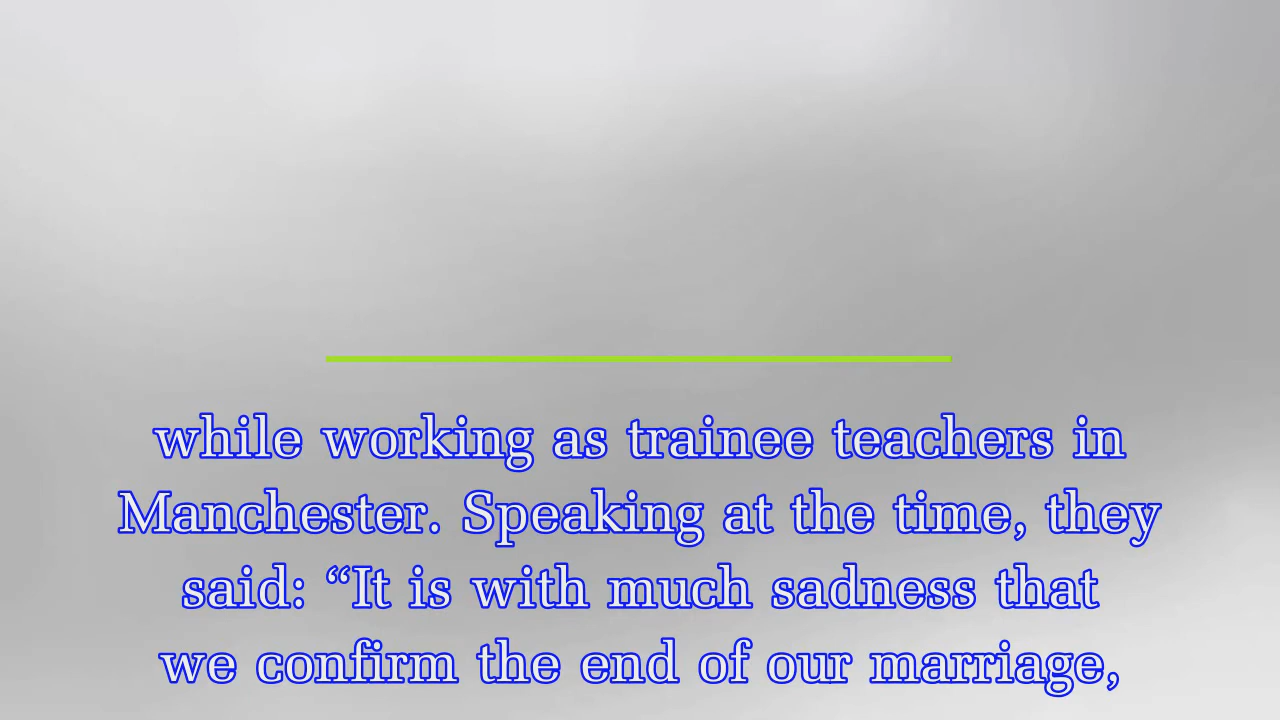 while working as trainee teachers in
Manchester. Speaking at the time, they
said: “It is with much sadness that
we confirm the end of our marriage,